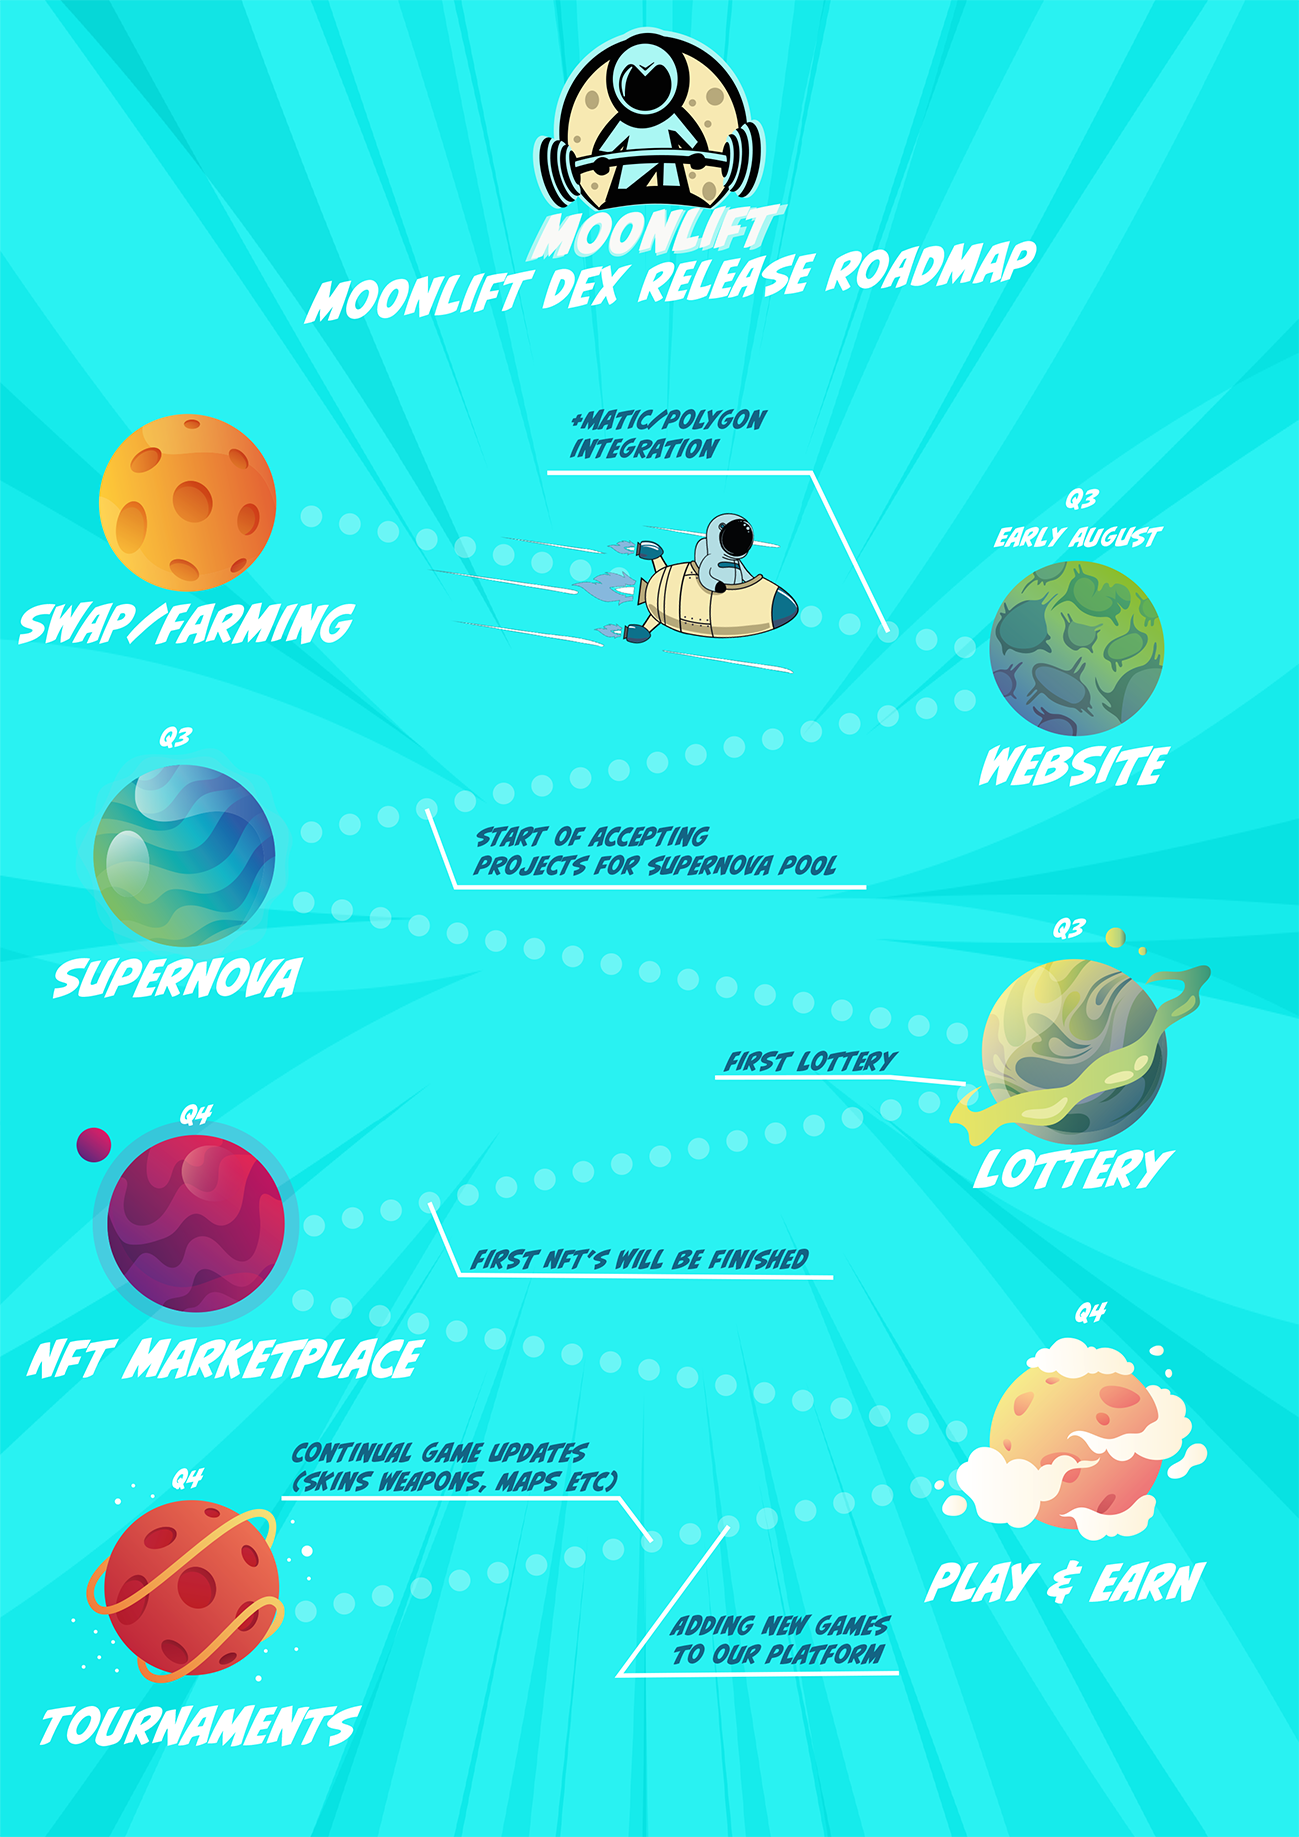 MOONLIFT
MOONLIFT DEX RELEASE ROADMAP
+MATIC/POLYGON
INTEGRATION
SWAP/FARMING
Q3
EARLY AUGUST
WEBSITE
Q3
START OF ACCEPTING
PROJECTS FOR SUPERNOVA POOL
SUPERNOVA
Q3
FIRST LOTTERY
LOTTERY
Q4
FIRST NFT'S WILL BE FINISHED
NFT MARKETPLACE
Q4
PLAY & EARN
CONTINUAL GAME UPDATES
(SKINS WEAPONS, MAPS ETC)
Q4
ADDING NEW GAMES
TO OUR PLATFORM
TOURNAMENTS